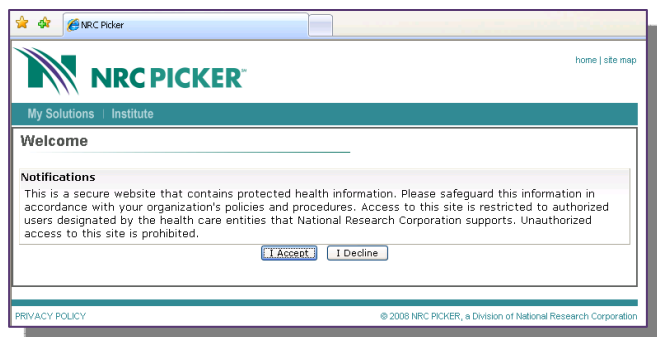 NRC Picker
home | site map
NRC PICKER
My Solutions | Institute
Welcome
Notifications
This is a secure website that contains protected health information. Please safeguard this information in
accordance with your organization's policies and procedures. Access to this site is restricted to authorized
users designated by the health care entities that National Research Corporation supports. Unauthorized
access to this site is prohibited.
I Accept I Decline
PRIVACY POLICY © 2008 NRC PICKER, a Division of National Research Corporation